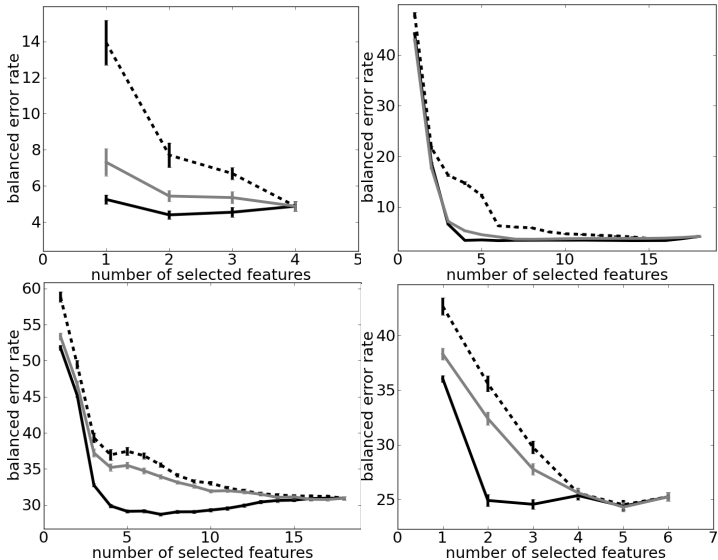 balanced error rate
14
12
10
8
6
4
0 1 2 3 4 5
number of selected features
balanced error rate
40
30
20
10
0 5 10 15
number of selected features
balanced error rate
60
55
50
45
40
35
30
0 5 10 15
number of selected features
balanced error rate
40
35
30
25
0 1 2 3 4 5 6 7
number of selected features